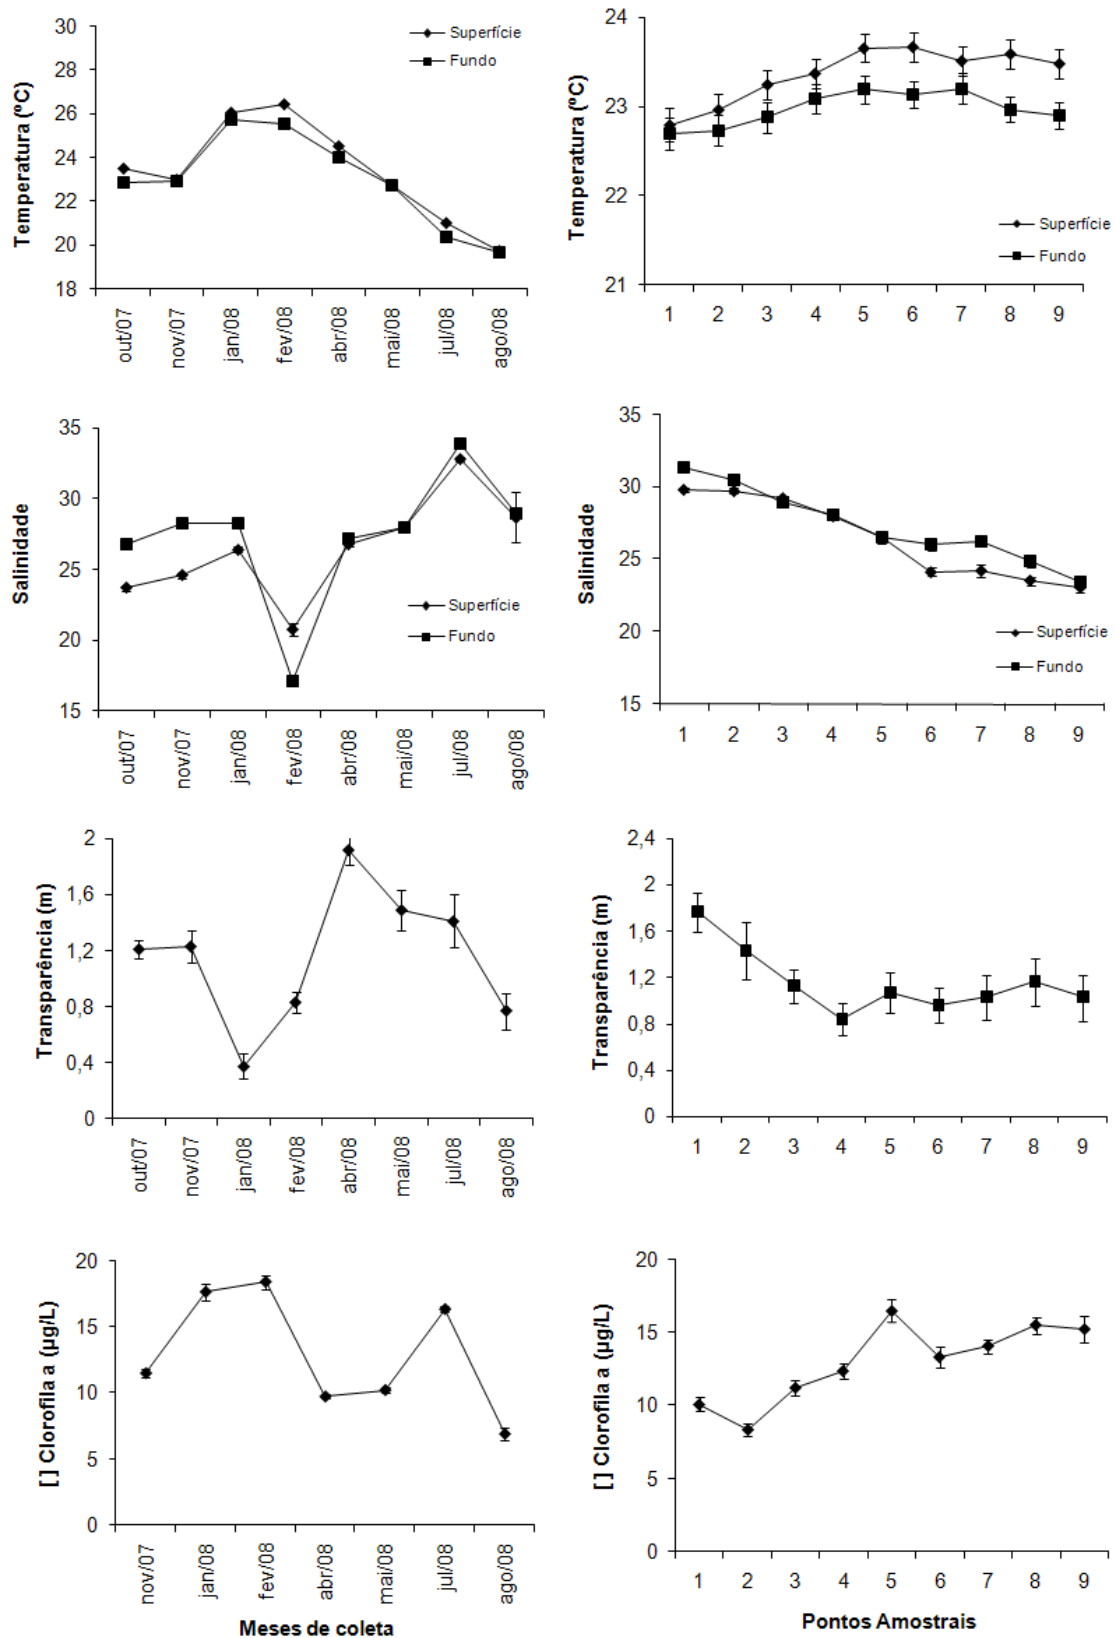 30
28
26
24
22
20
18
Temperatura (ºC)
Superfície
Fundo
out/07
nov/07
jan/08
fev/08
abr/08
mai/08
jul/08
ago/08
24
23
22
21
Temperatura (ºC)
Superfície
Fundo
1 2 3 4 5 6 7 8 9
35
30
25
20
15
Salinidade
Superfície
Fundo
out/07
nov/07
jan/08
fev/08
abr/08
mai/08
jul/08
ago/08
35
30
25
20
15
Salinidade
Superfície
Fundo
1 2 3 4 5 6 7 8 9
2
1,6
1,2
0,8
0,4
0
Transparência (m)
out/07
nov/07
jan/08
fev/08
abr/08
mai/08
jul/08
ago/08
2,4
2
1,6
1,2
0,8
0,4
0
Transparência (m)
1 2 3 4 5 6 7 8 9
20
15
10
5
0
[] Clorofila a (µg/L)
nov/07
jan/08
fev/08
abr/08
mai/08
jul/08
ago/08
Meses de coleta
20
15
10
5
0
[] Clorofila a (µg/L)
1 2 3 4 5 6 7 8 9
Pontos Amostrais